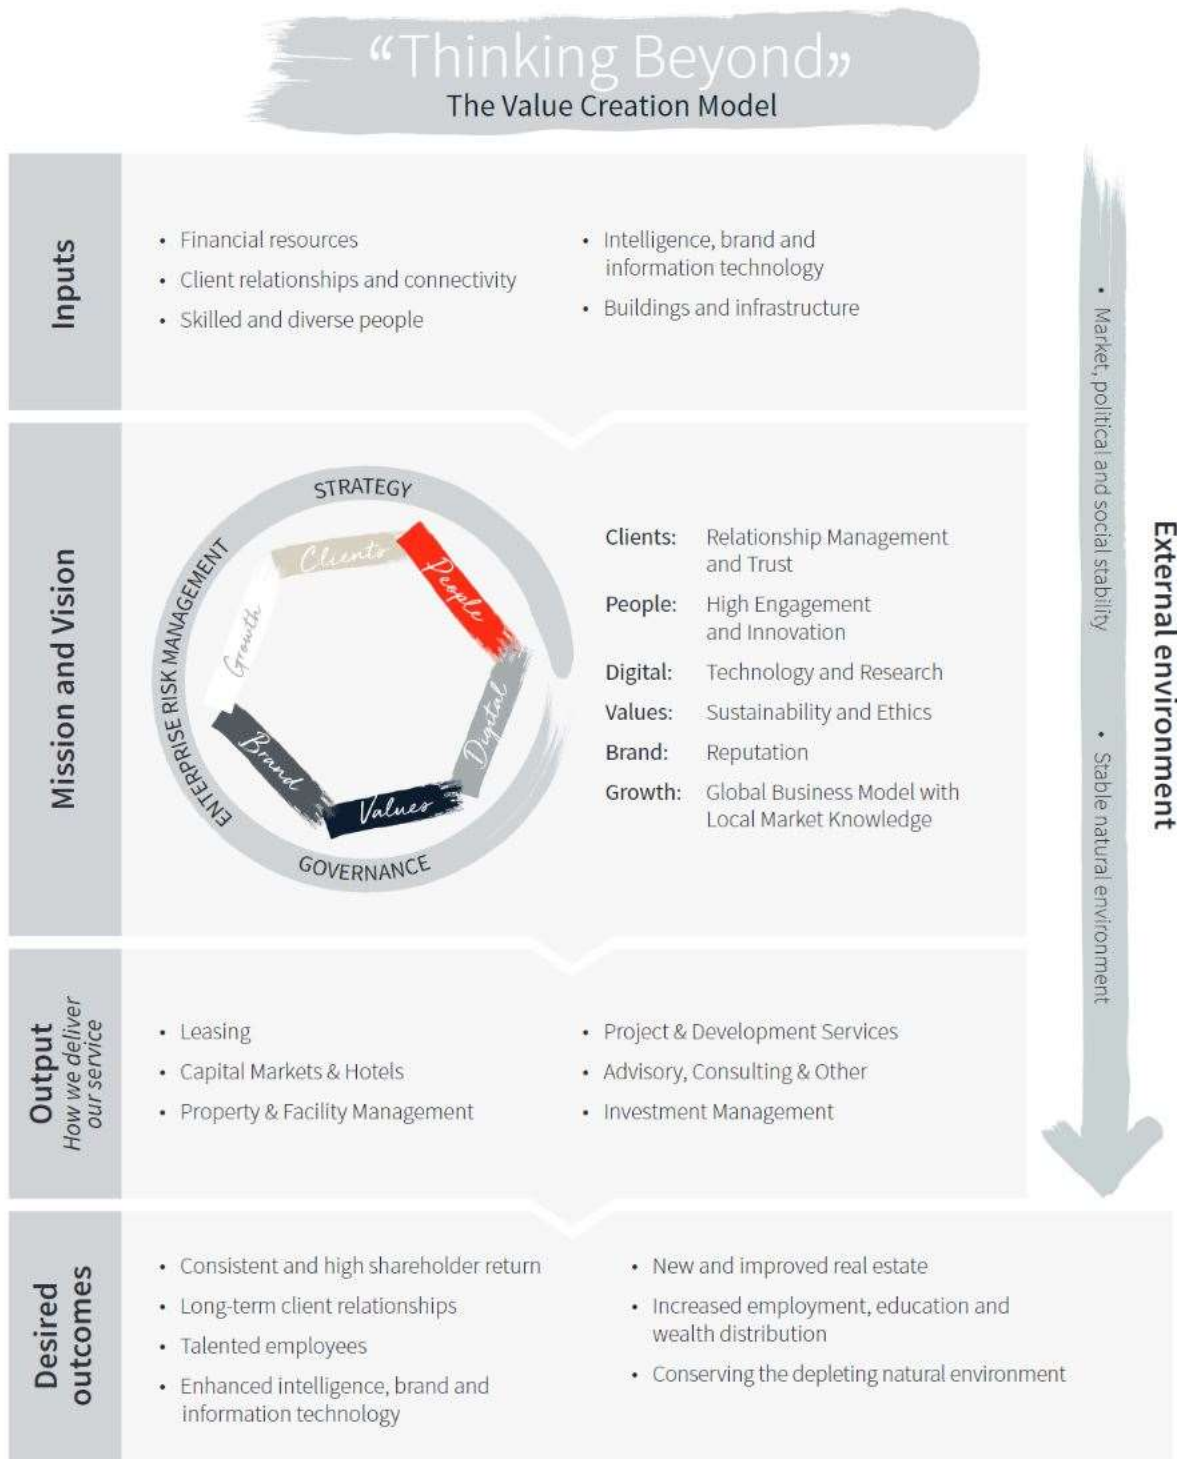 “Thinking Beyond”
The Value Creation Model
Inputs
• Financial resources
• Client relationships and connectivity
• Skilled and diverse people
• Intelligence, brand and
information technology
• Buildings and infrastructure
Mission and Vision
STRATEGY
ENTERPRISE RISK MANAGEMENT
GOVERNANCE
Clients
People
Digital
Values
Brand
Growth
Clients: Relationship Management
and Trust
People: High Engagement
and Innovation
Digital: Technology and Research
Values: Sustainability and Ethics
Brand: Reputation
Growth: Global Business Model with
Local Market Knowledge
Output
How we deliver
our service
• Leasing
• Capital Markets & Hotels
• Property & Facility Management
• Project & Development Services
• Advisory, Consulting & Other
• Investment Management
External environment
• Market, political and social stability
• Stable natural environment
Desired
outcomes
• Consistent and high shareholder return
• Long-term client relationships
• Talented employees
• Enhanced intelligence, brand and
information technology
• New and improved real estate
• Increased employment, education and
wealth distribution
• Conserving the depleting natural environment